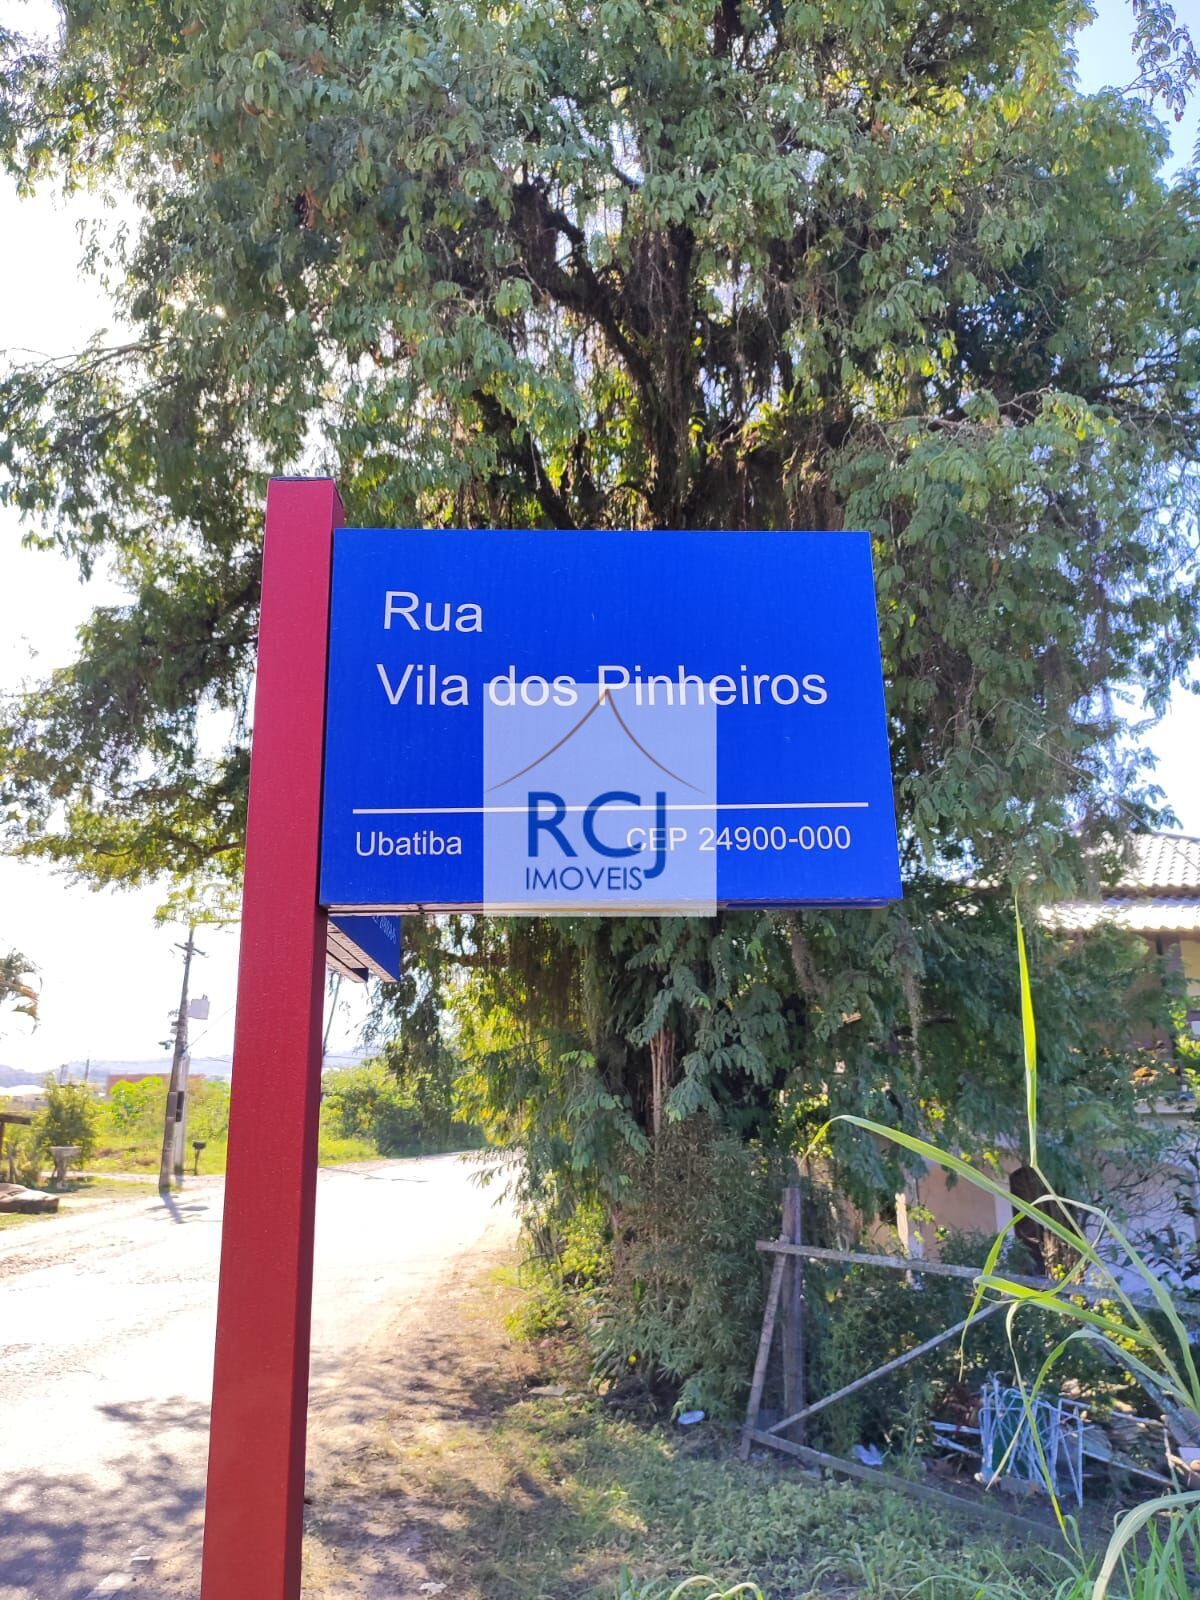 Rua
Vila dos Pinheiros
Ubatiba CEP 24900-000
RCJ
IMOVEIS